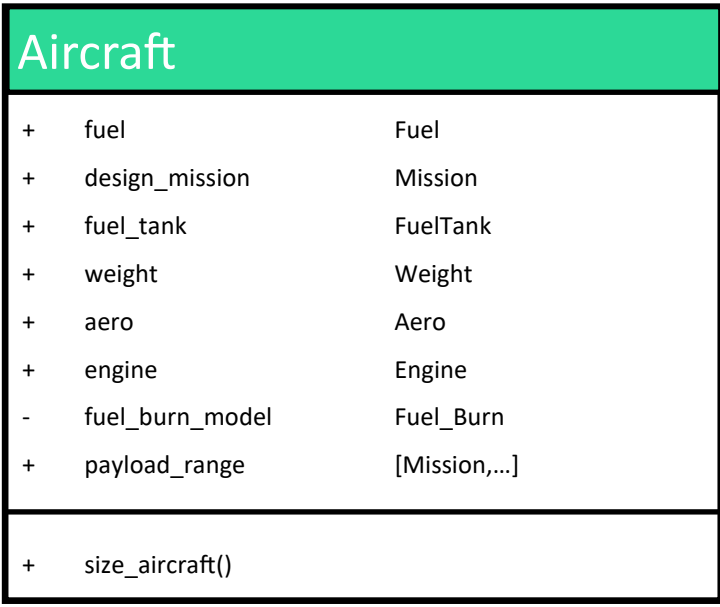 Aircraft
+ fuel Fuel
+ design_mission Mission
+ fuel_tank FuelTank
+ weight Weight
+ aero Aero
+ engine Engine
- fuel_burn_model Fuel_Burn
+ payload_range [Mission,…]
+ size_aircraft()